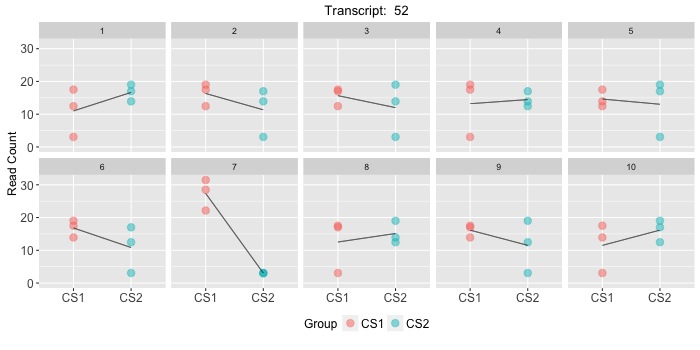 Transcript:  52
1 2 3 4 5
30
20
10
0
Read Count
6 7 8 9 10
30
20
10
0
CS1 CS2 CS1 CS2 CS1 CS2 CS1 CS2 CS1 CS2
Group CS1 CS2